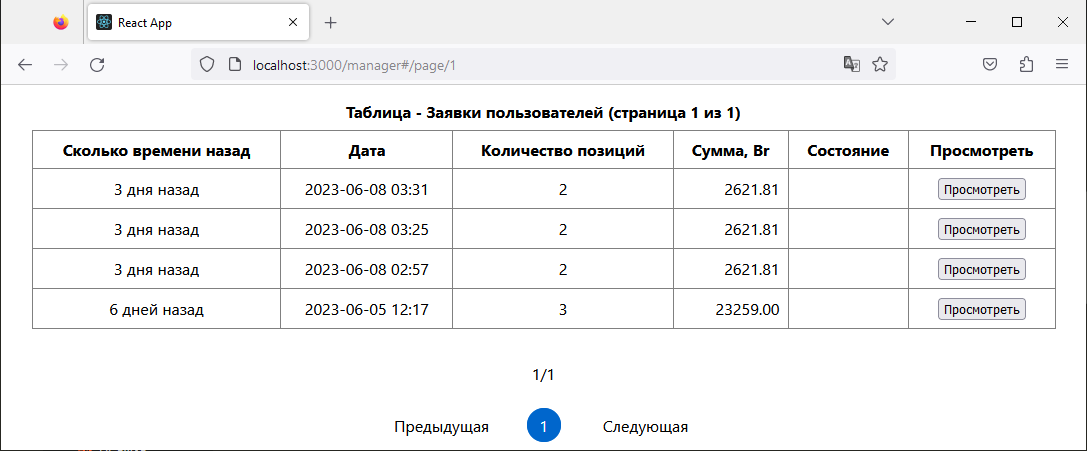 React App
localhost:3000/manager#/page/1
Таблица - Заявки пользователей (страница 1 из 1)
Сколько времени назад Дата Количество позиций Сумма, Br Состояние Просмотреть
3 дня назад 2023-06-08 03:31 2 2621.81 Просмотреть
3 дня назад 2023-06-08 03:25 2 2621.81 Просмотреть
3 дня назад 2023-06-08 02:57 2 2621.81 Просмотреть
6 дней назад 2023-06-05 12:17 3 23259.00 Просмотреть
1/1
Предыдущая 1 Следующая